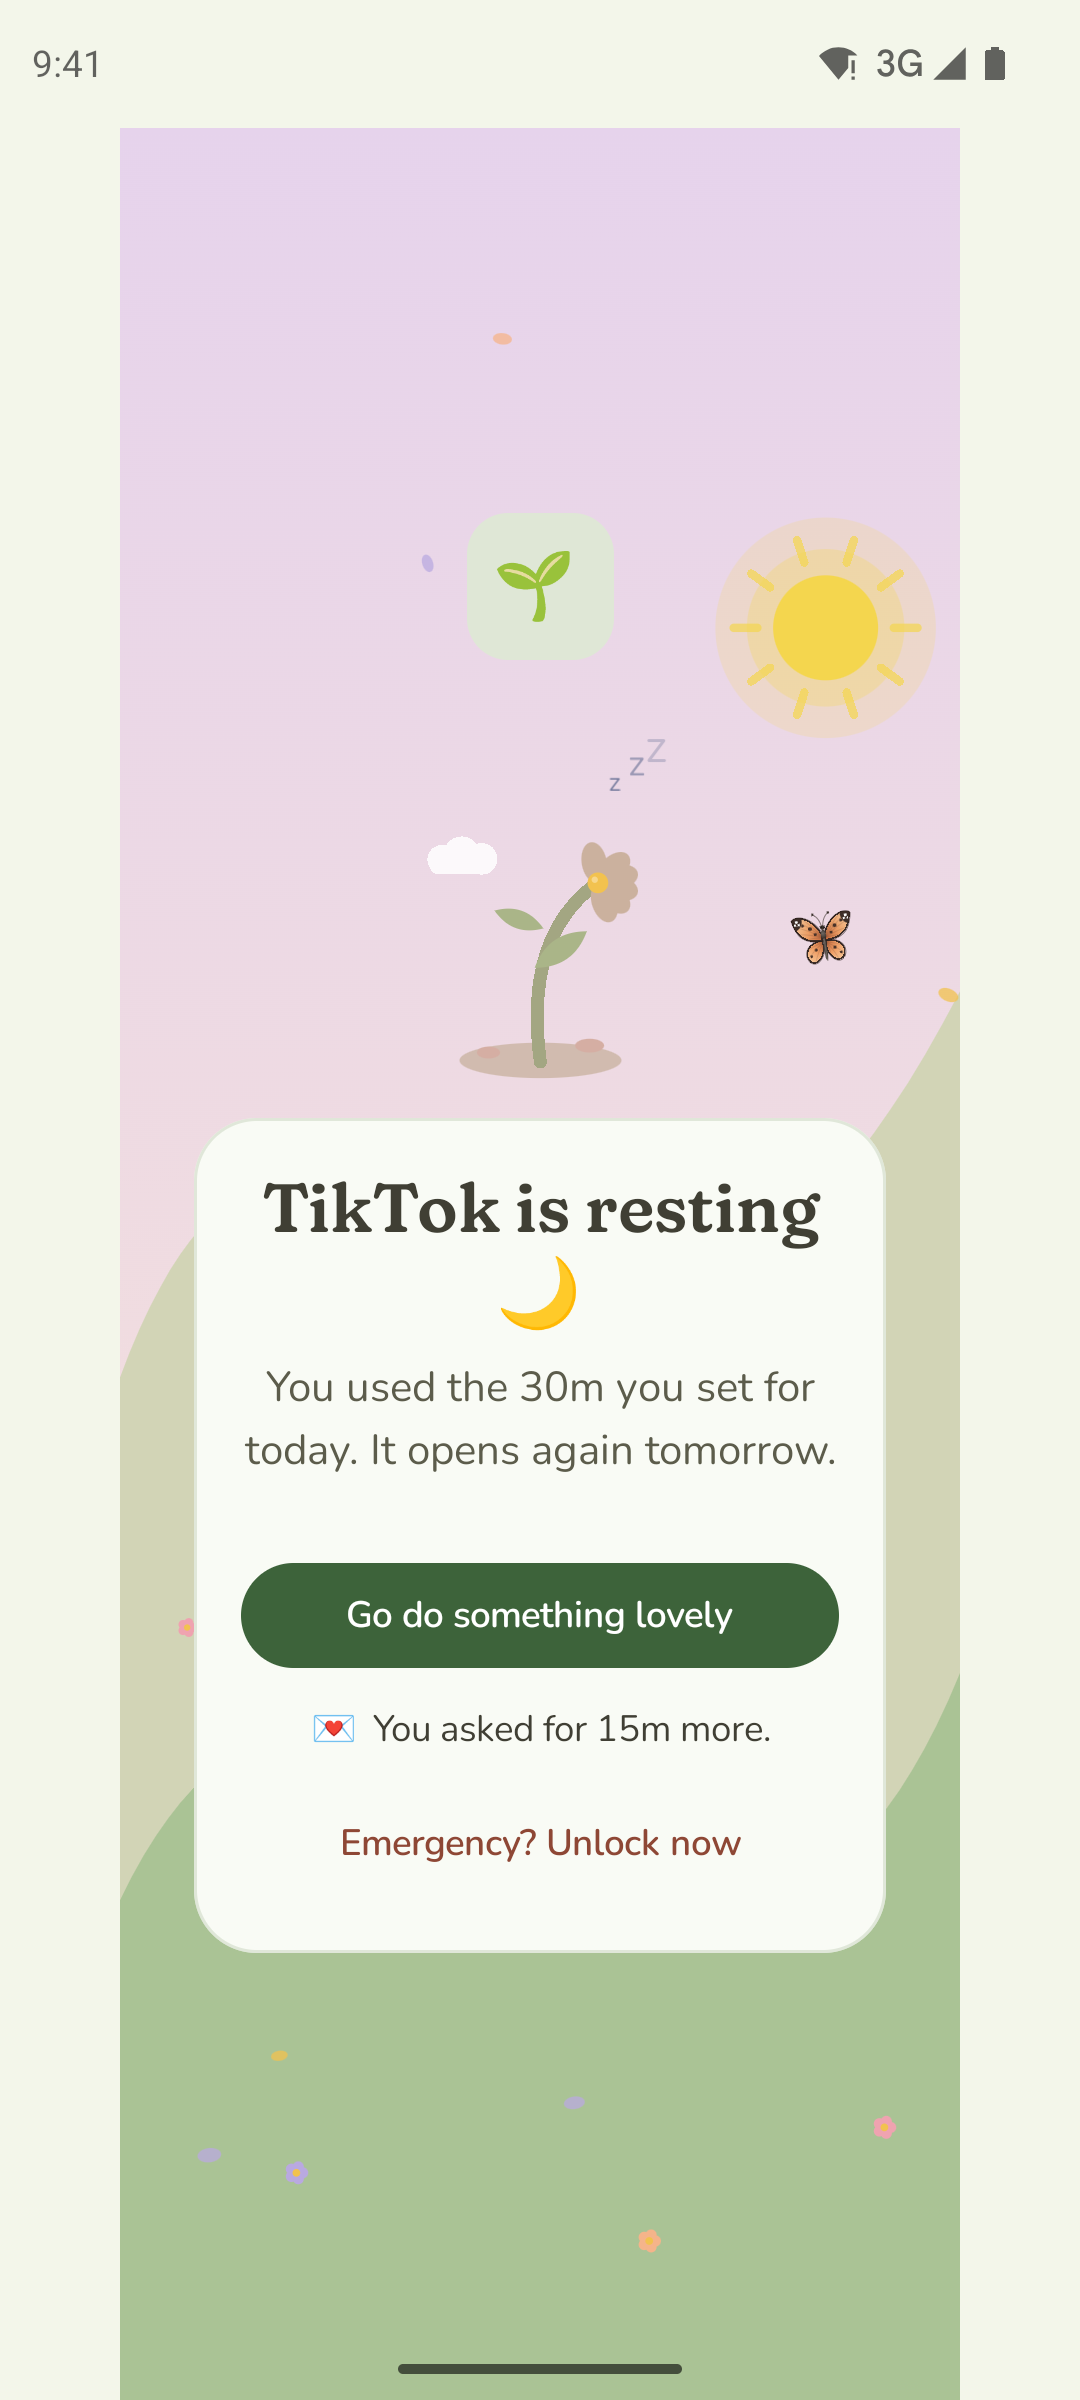 9:41
3G
z z Z
TikTok is resting
🌙
You used the 30m you set for
today. It opens again tomorrow.
Go do something lovely
💌 You asked for 15m more.
Emergency? Unlock now